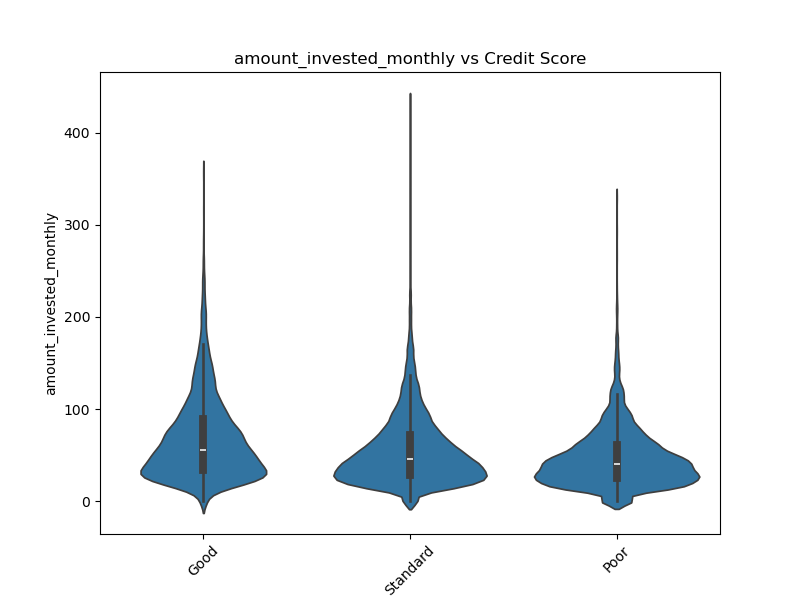 amount_invested_monthly vs Credit Score
amount_invested_monthly
400
300
200
100
0
Good
Standard
Poor